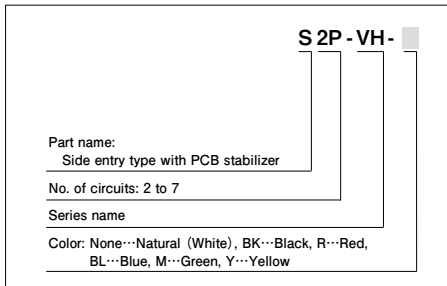 S 2P - VH -
Part name:
Side entry type with PCB stabilizer
No. of circuits: 2 to 7
Series name
Color: None…Natural (White), BK…Black, R…Red,
BL…Blue, M…Green, Y…Yellow